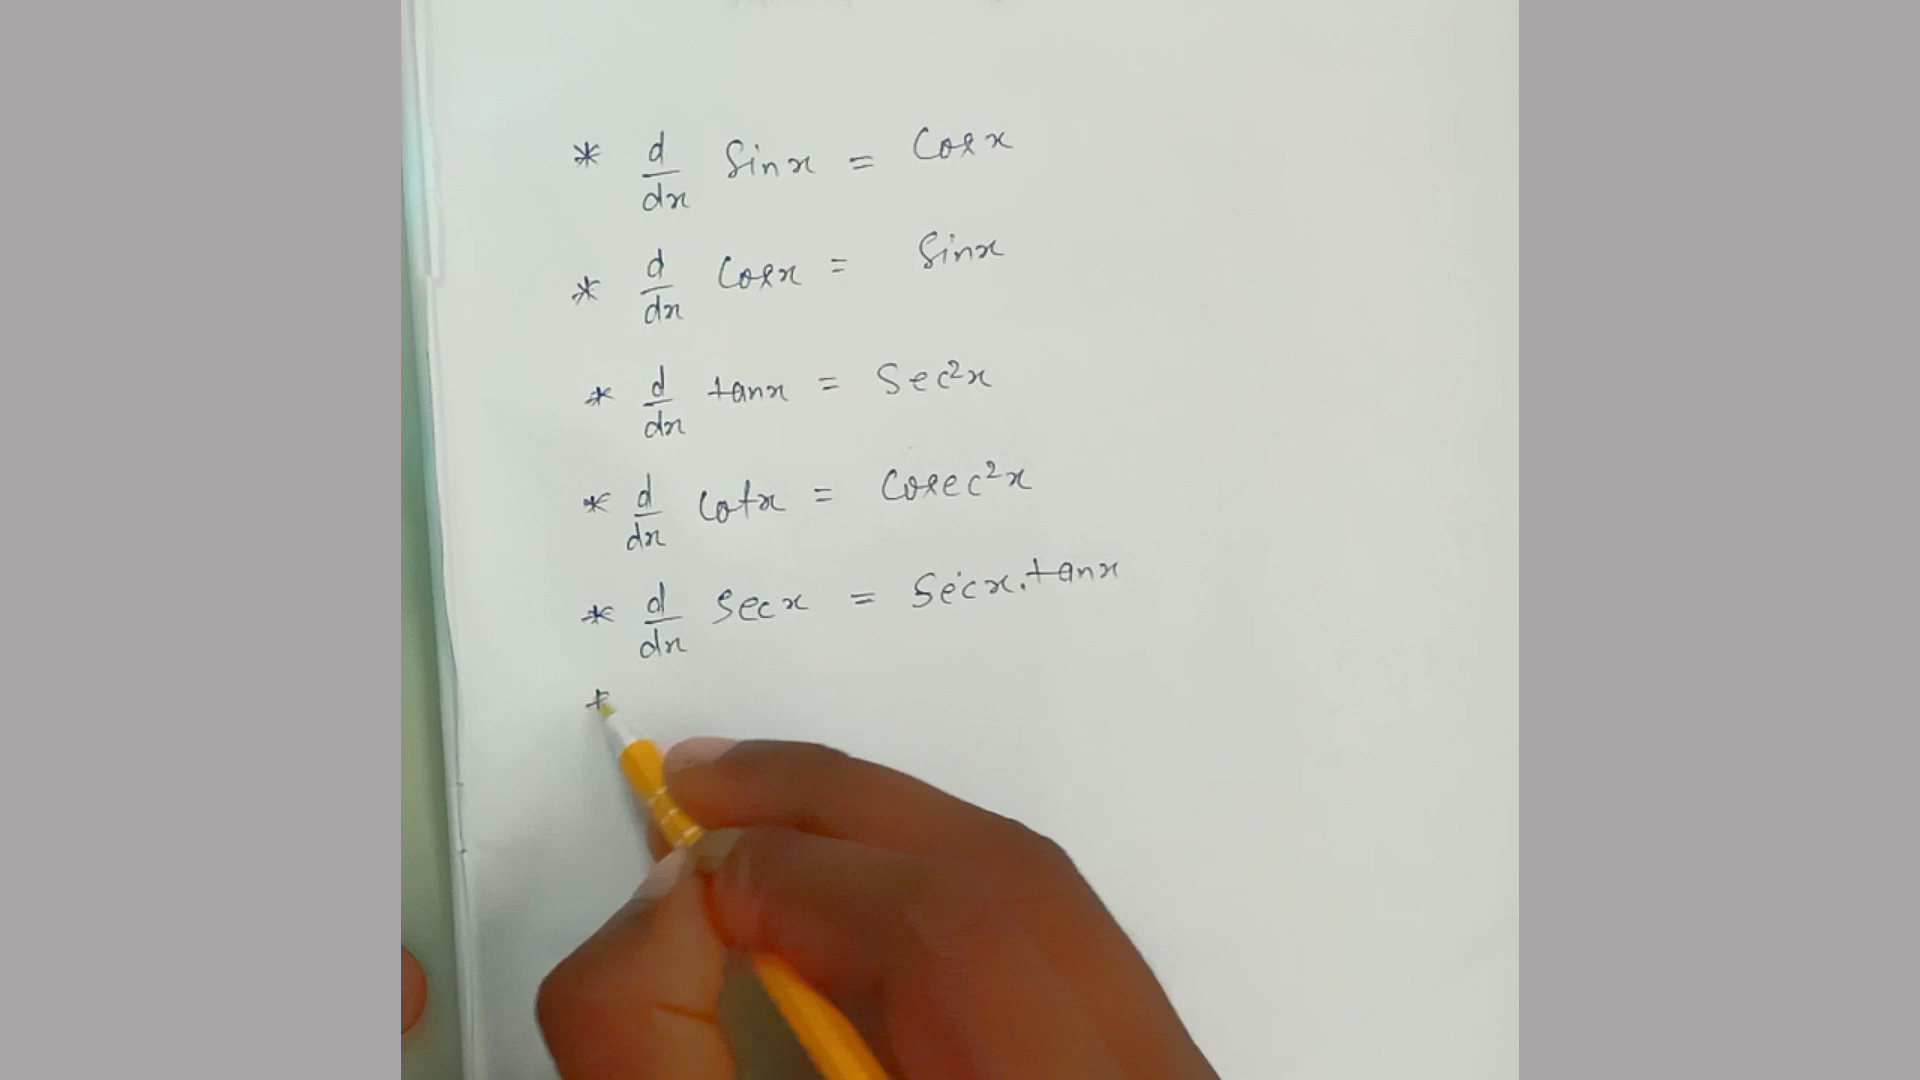 * d/dx Sinx = Cosx
* d/dx Cosx = Sinx
* d/dx tanx = Sec²x
* d/dx Cotx = Cosec²x
* d/dx Secx = Secx.tanx
*